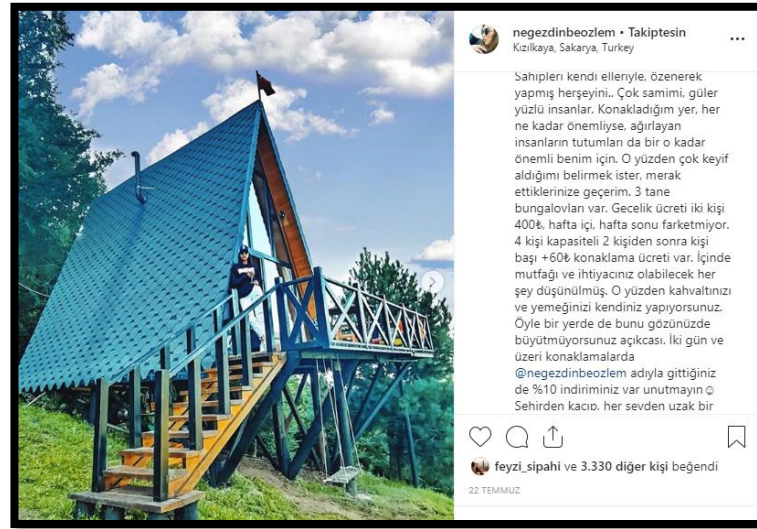 negezdinbeozlem • Takiptesin
Kızılkaya, Sakarya, Turkey
Sahipleri kendi elleriyle, özenerek
yapmış herşeyini.. Çok samimi, güler
yüzlü insanlar. Konakladığım yer, her
ne kadar önemliyse, ağırlayan
insanların tutumları da bir o kadar
önemli benim için. O yüzden çok keyif
aldığımı belirmek ister, merak
ettiklerinize geçerim. 3 tane
bungalovları var. Gecelik ücreti iki kişi
400₺, hafta içi, hafta sonu farketmiyor.
4 kişi kapasiteli 2 kişiden sonra kişi
başı +60₺ konaklama ücreti var. İçinde
mutfağı ve ihtiyacınız olabilecek her
şey düşünülmüş. O yüzden kahvaltınızı
ve yemeğinizi kendiniz yapıyorsunuz.
Öyle bir yerde de bunu gözünüzde
büyütmüyorsunuz açıkcası. İki gün ve
üzeri konaklamalarda
@negezdinbeozlem adıyla gittiğiniz
de %10 indiriminiz var unutmayın☺
Şehirden kaçıp, her şeyden uzak bir
feyzi_sipahi ve 3.330 diğer kişi beğendi
22 TEMMUZ